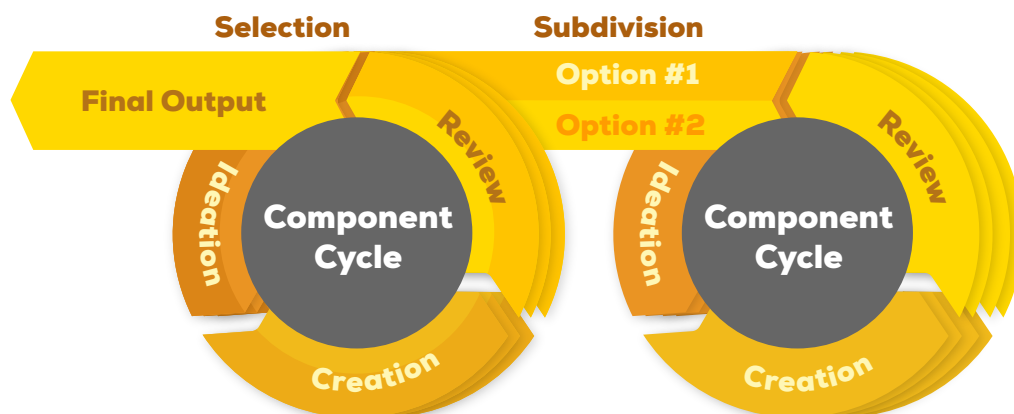 Selection
Subdivision
Final Output
Option #1
Option #2
Ideation
Review
Creation
Component
Cycle
Ideation
Review
Creation
Component
Cycle